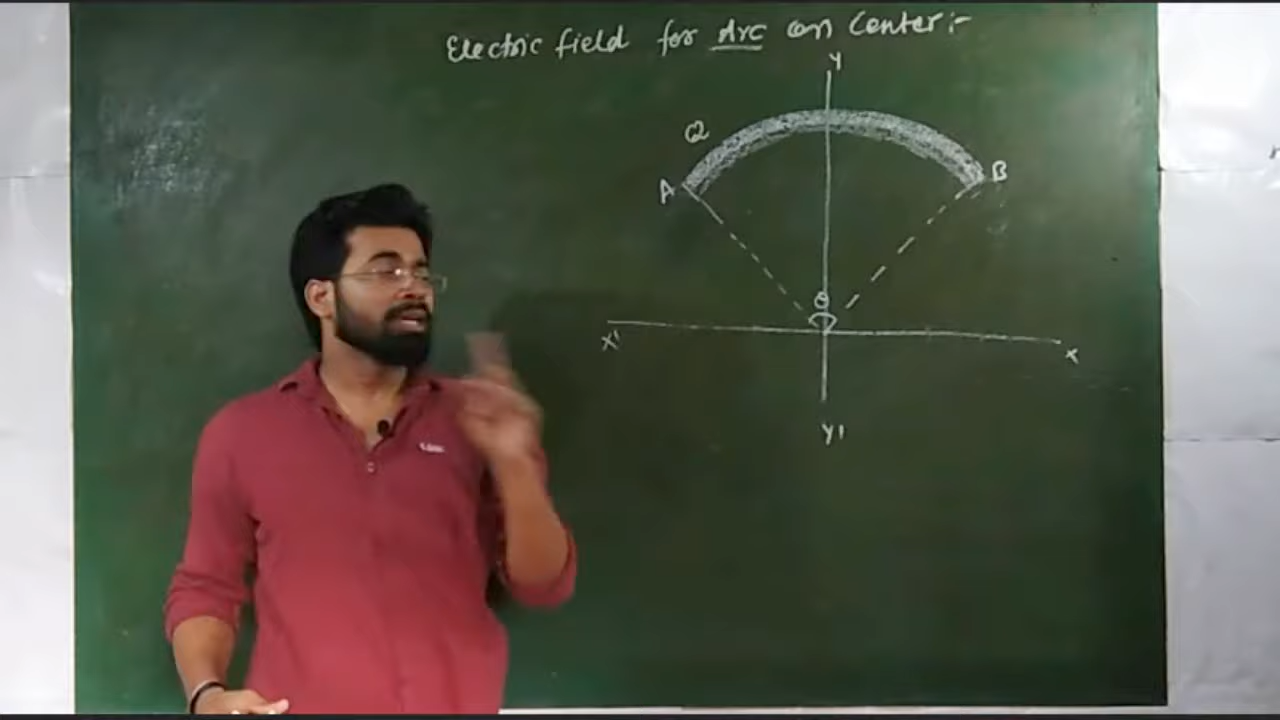 Electric field for Arc on Center:-
Y
Q
A
B
θ
X'
X
Y'